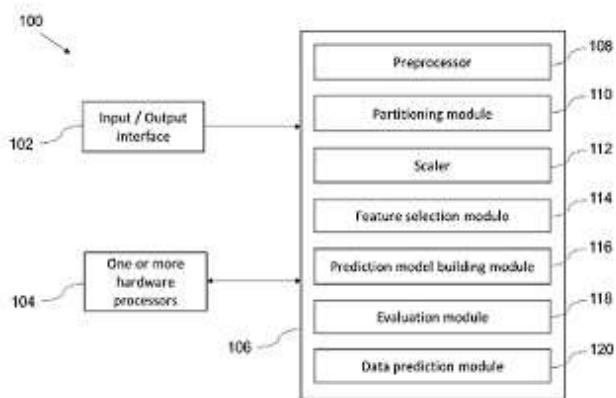 100
Input / Output
interface
102
One or more
hardware
processors
104
106
Preprocessor
108
Partitioning module
110
Scaler
112
Feature selection module
114
Prediction model building module
116
Evaluation module
118
Data prediction module
120